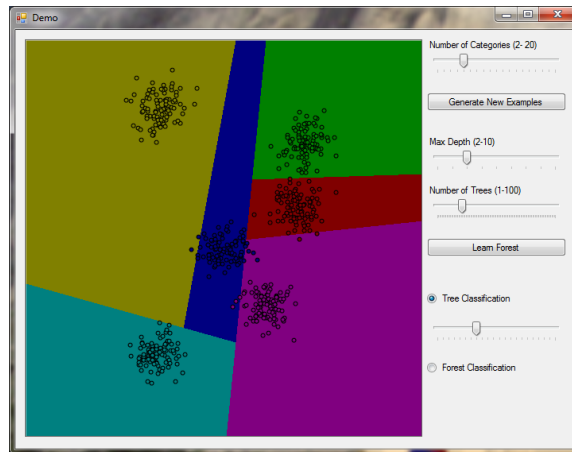 Demo
Number of Categories (2- 20)
Generate New Examples
Max Depth (2-10)
Number of Trees (1-100)
Learn Forest
Tree Classification
Forest Classification